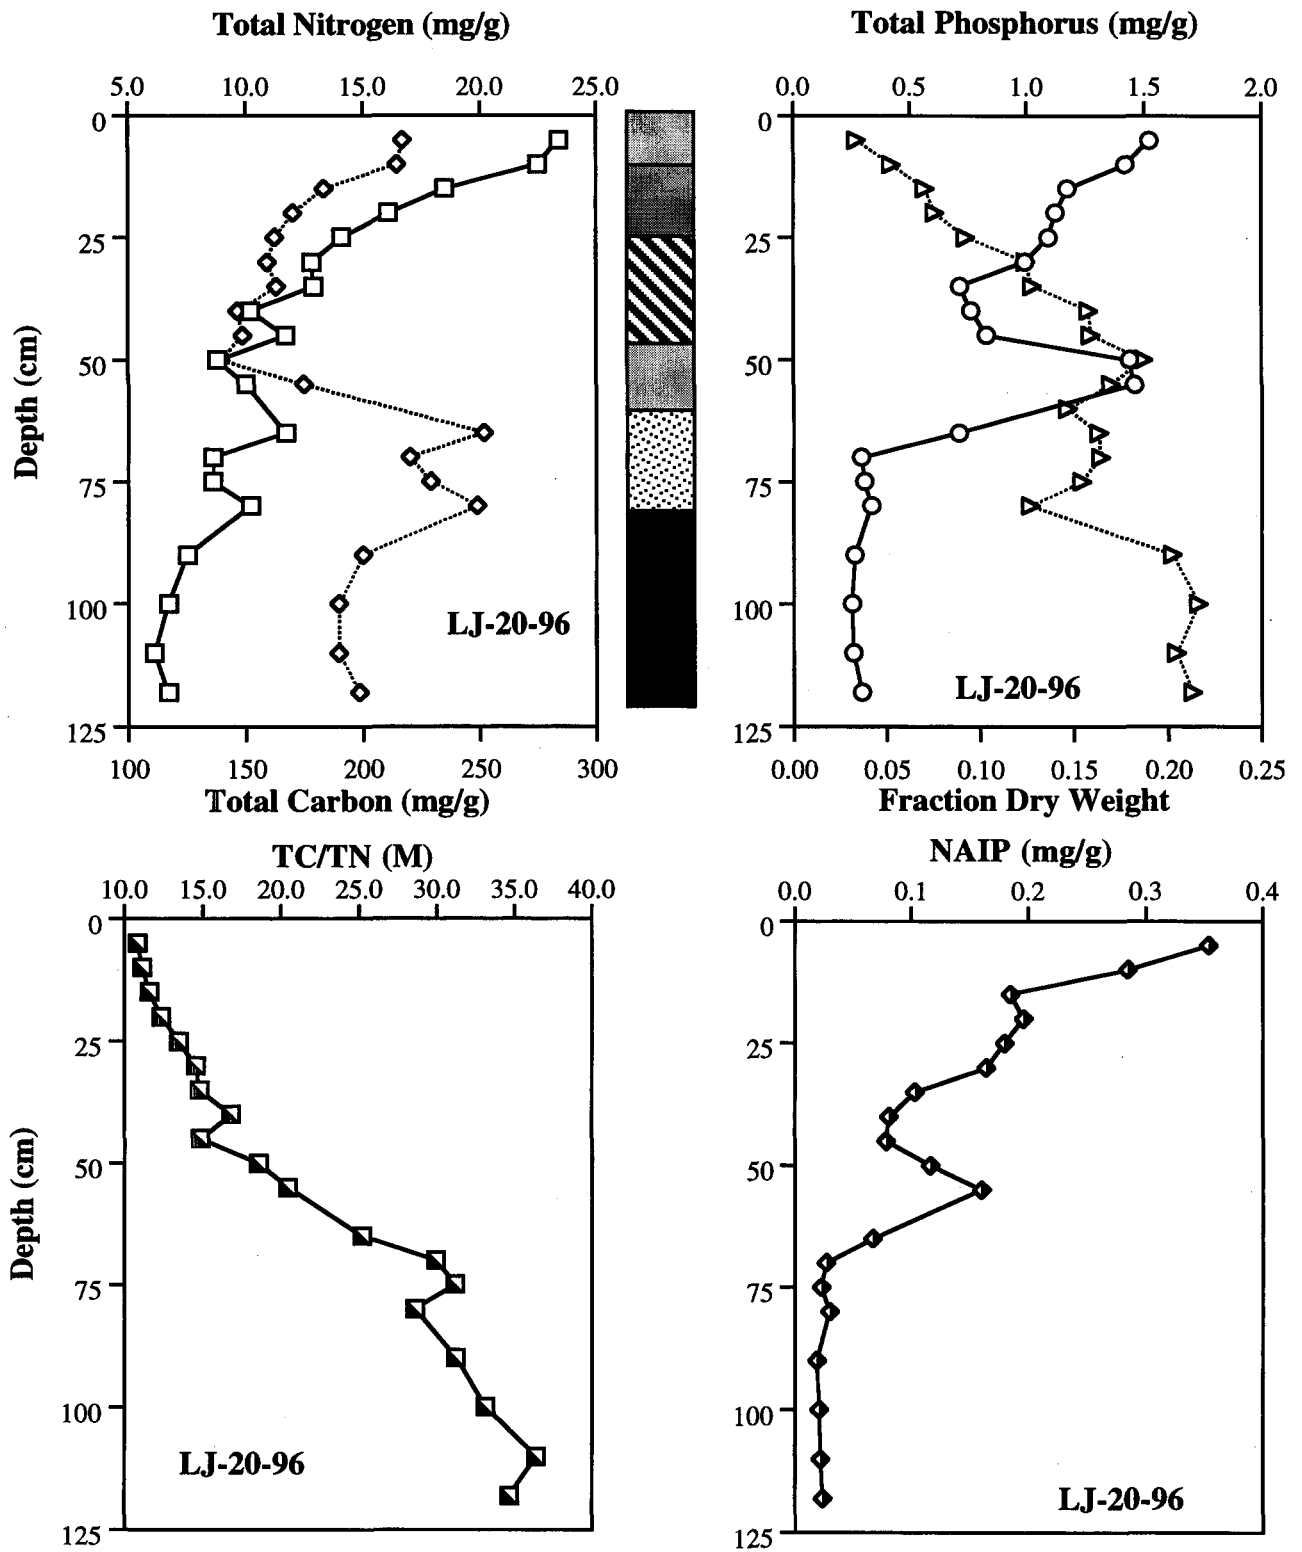 Total Nitrogen (mg/g)
5.0 10.0 15.0 20.0 25.0
0
25
50
75
100
125
Depth (cm)
LJ-20-96
100 150 200 250 300
Total Carbon (mg/g)
Total Phosphorus (mg/g)
0.0 0.5 1.0 1.5 2.0
0
25
50
75
100
125
LJ-20-96
0.00 0.05 0.10 0.15 0.20 0.25
Fraction Dry Weight
TC/TN (M)
10.0 15.0 20.0 25.0 30.0 35.0 40.0
0
25
50
75
100
125
Depth (cm)
LJ-20-96
NAIP (mg/g)
0.0 0.1 0.2 0.3 0.4
0
25
50
75
100
125
LJ-20-96